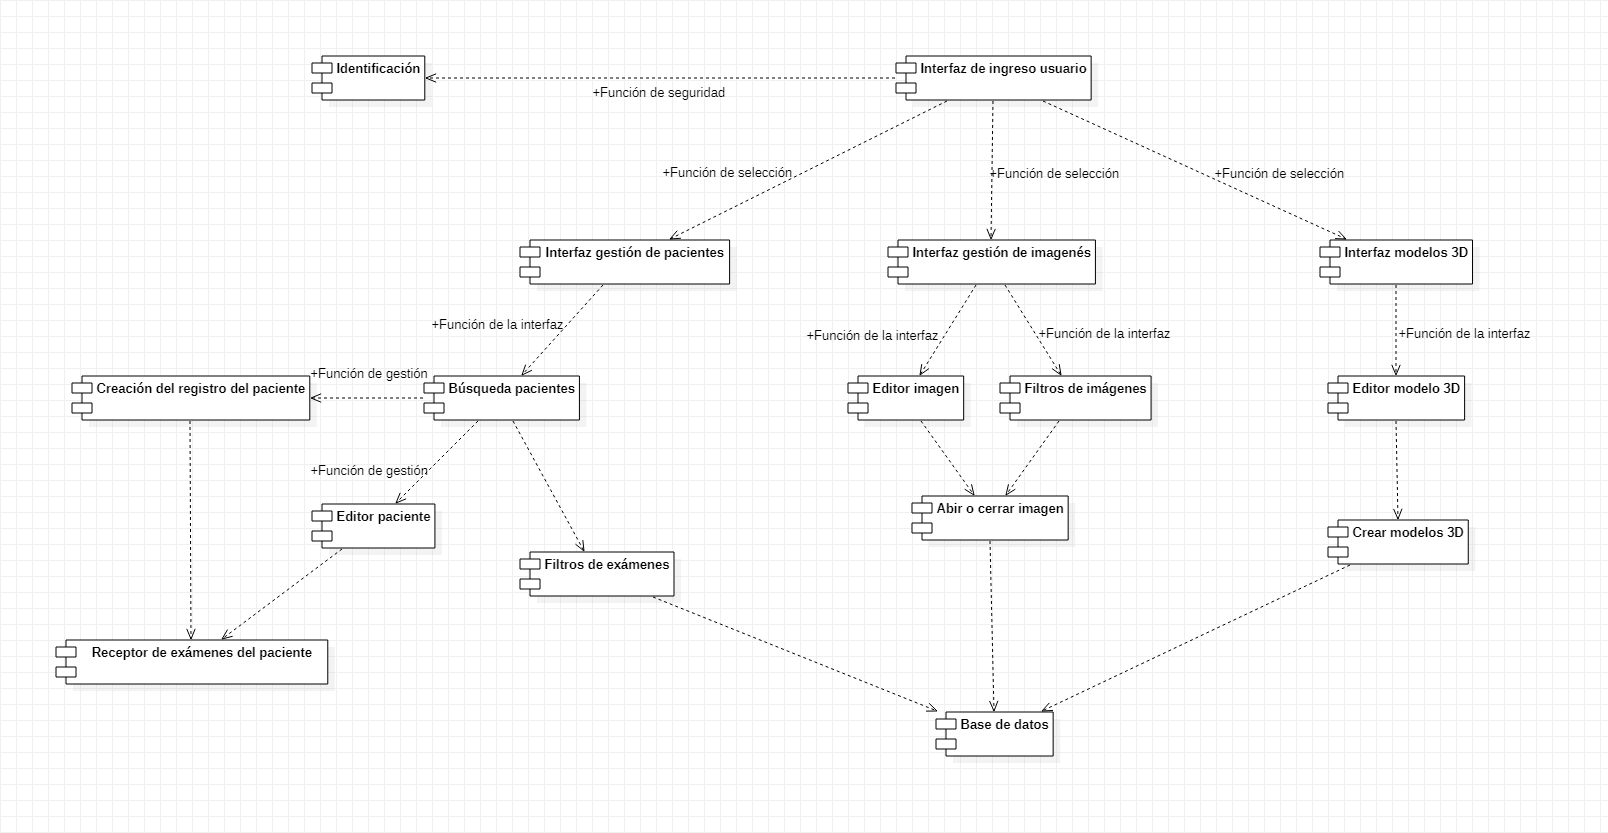 Identificación
Interfaz de ingreso usuario
+Función de seguridad
+Función de selección
+Función de selección
+Función de selección
Interfaz gestión de pacientes
Interfaz gestión de imagenés
Interfaz modelos 3D
+Función de la interfaz
+Función de la interfaz
+Función de la interfaz
+Función de la interfaz
+Función de gestión
Creación del registro del paciente
Búsqueda pacientes
Editor imagen
Filtros de imágenes
Editor modelo 3D
+Función de gestión
Editor paciente
Abir o cerrar imagen
Crear modelos 3D
Filtros de exámenes
Receptor de exámenes del paciente
Base de datos